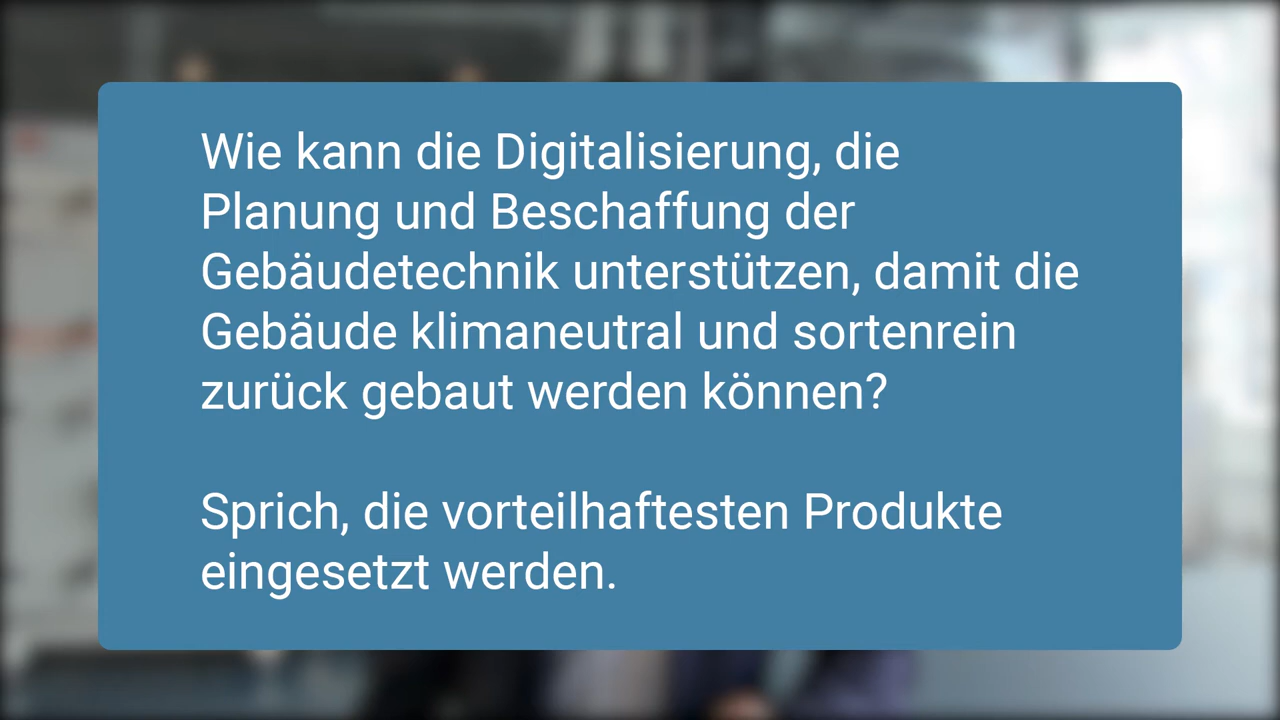 Wie kann die Digitalisierung, die
Planung und Beschaffung der
Gebäudetechnik unterstützen, damit die
Gebäude klimaneutral und sortenrein
zurück gebaut werden können?
Sprich, die vorteilhaftesten Produkte
eingesetzt werden.